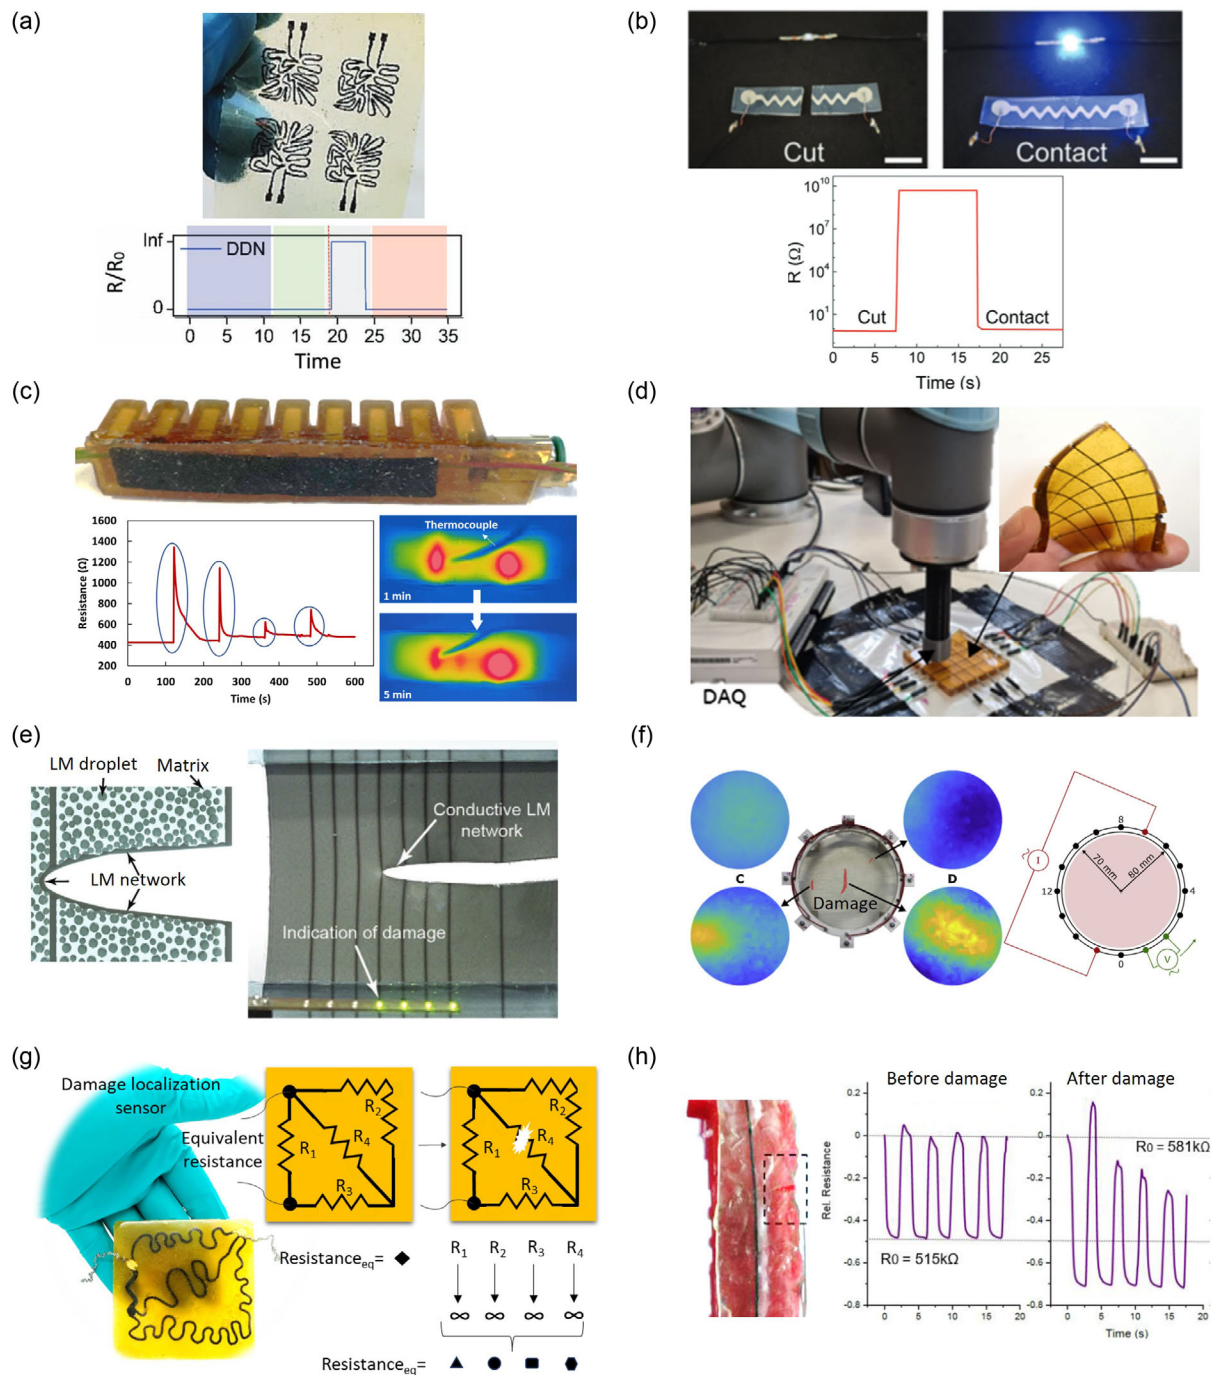 (a)
Inf
DDN
R/R0
0
0 5 10 15 20 25 30 35
Time
(b)
Cut
Contact
10^10
10^7
10^4
10^1
R (Ω)
Cut
Contact
0 5 10 15 20 25
Time (s)
(c)
1600
1400
1200
1000
800
600
400
200
Resistance (Ω)
0 100 200 300 400 500 600
Time (s)
Thermocouple
1 min
5 min
(d)
DAQ
(e)
LM droplet
Matrix
LM network
Conductive LM
network
Indication of damage
(f)
C
D
Damage
8
70 mm
80 mm
12
4
0
I
V
(g)
Damage localization
sensor
Equivalent
resistance
R1
R2
R4
R3
R1
R2
R4
R3
Resistanceeq= ◆
R1 R2 R3 R4
∞ ∞ ∞ ∞
Resistanceeq= ▲ ● ■ ⬢
(h)
Before damage
After damage
0
-0.2
-0.4
-0.6
-0.8
Rel. Resistance
R0 = 515kΩ
0 5 10 15 20
0
-0.2
-0.4
-0.6
-0.8
R0 = 581kΩ
0 5 10 15 20
Time (s)